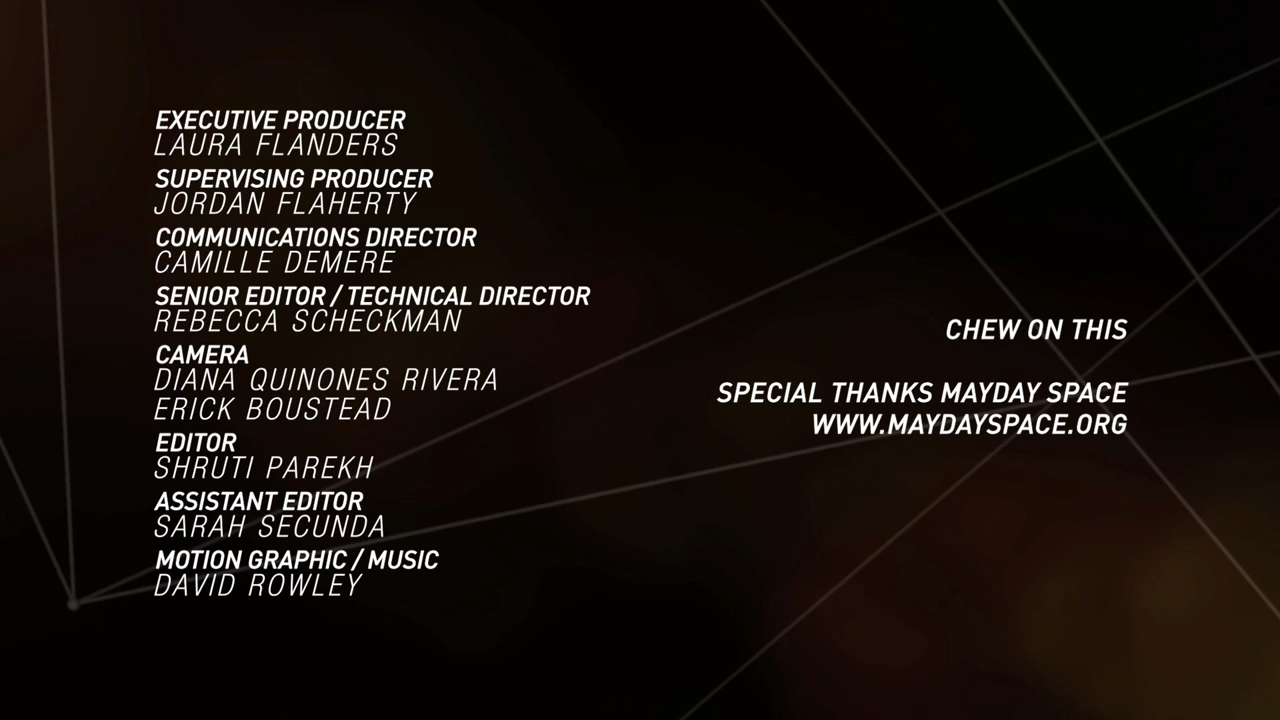 EXECUTIVE PRODUCER
LAURA FLANDERS
SUPERVISING PRODUCER
JORDAN FLAHERTY
COMMUNICATIONS DIRECTOR
CAMILLE DEMERE
SENIOR EDITOR / TECHNICAL DIRECTOR
REBECCA SCHECKMAN
CAMERA
DIANA QUINONES RIVERA
ERICK BOUSTEAD
EDITOR
SHRUTI PAREKH
ASSISTANT EDITOR
SARAH SECUNDA
MOTION GRAPHIC / MUSIC
DAVID ROWLEY
CHEW ON THIS
SPECIAL THANKS MAYDAY SPACE
WWW.MAYDAYSPACE.ORG